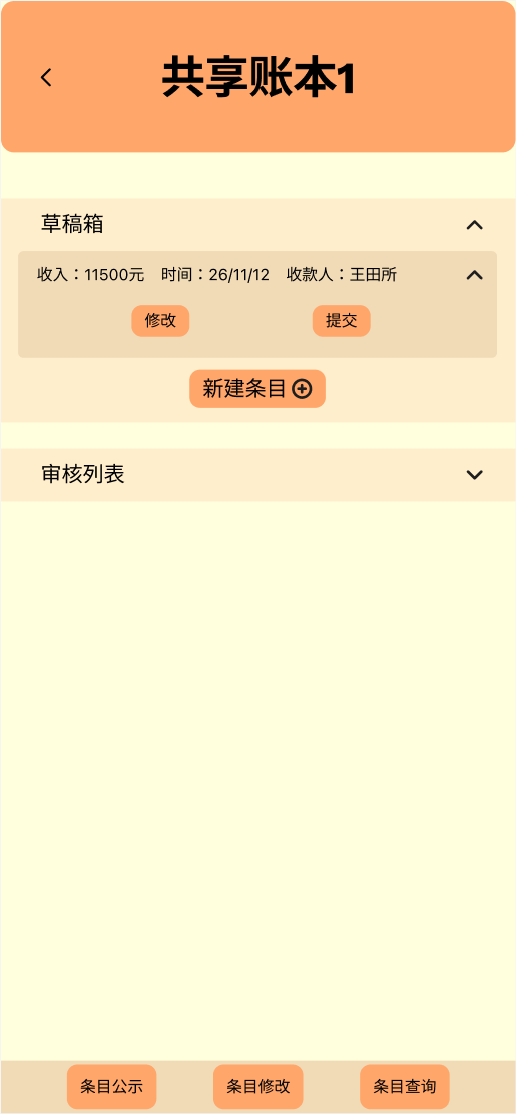 共享账本1
草稿箱
收入：11500元 时间：26/11/12 收款人：王田所
修改 提交
新建条目
审核列表
条目公示 条目修改 条目查询